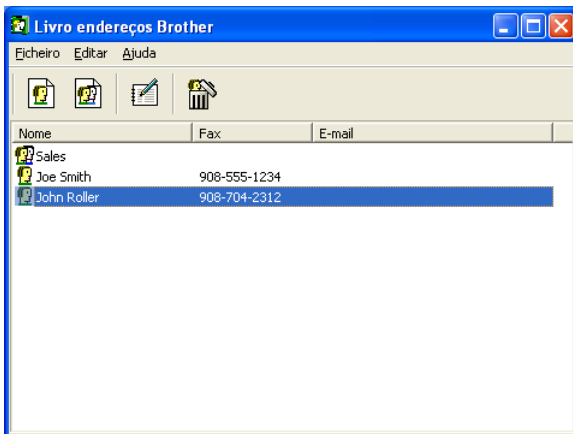 Livro endereços Brother
Ficheiro Editar Ajuda
Nome Fax E-mail
Sales
Joe Smith 908-555-1234
John Roller 908-704-2312